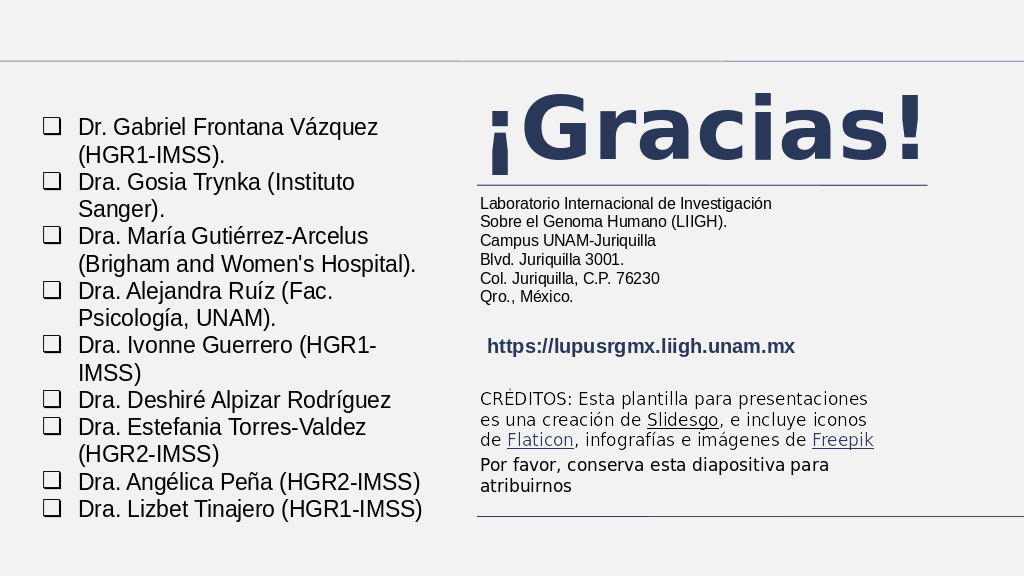 ❏ Dr. Gabriel Frontana Vázquez
(HGR1-IMSS).
❏ Dra. Gosia Trynka (Instituto
Sanger).
❏ Dra. María Gutiérrez-Arcelus
(Brigham and Women's Hospital).
❏ Dra. Alejandra Ruíz (Fac.
Psicología, UNAM).
❏ Dra. Ivonne Guerrero (HGR1-
IMSS)
❏ Dra. Deshiré Alpizar Rodríguez
❏ Dra. Estefania Torres-Valdez
(HGR2-IMSS)
❏ Dra. Angélica Peña (HGR2-IMSS)
❏ Dra. Lizbet Tinajero (HGR1-IMSS)
¡Gracias!
Laboratorio Internacional de Investigación
Sobre el Genoma Humano (LIIGH).
Campus UNAM-Juriquilla
Blvd. Juriquilla 3001.
Col. Juriquilla, C.P. 76230
Qro., México.
https://lupusrgmx.liigh.unam.mx
CRÉDITOS: Esta plantilla para presentaciones
es una creación de Slidesgo, e incluye iconos
de Flaticon, infografías e imágenes de Freepik
Por favor, conserva esta diapositiva para
atribuirnos